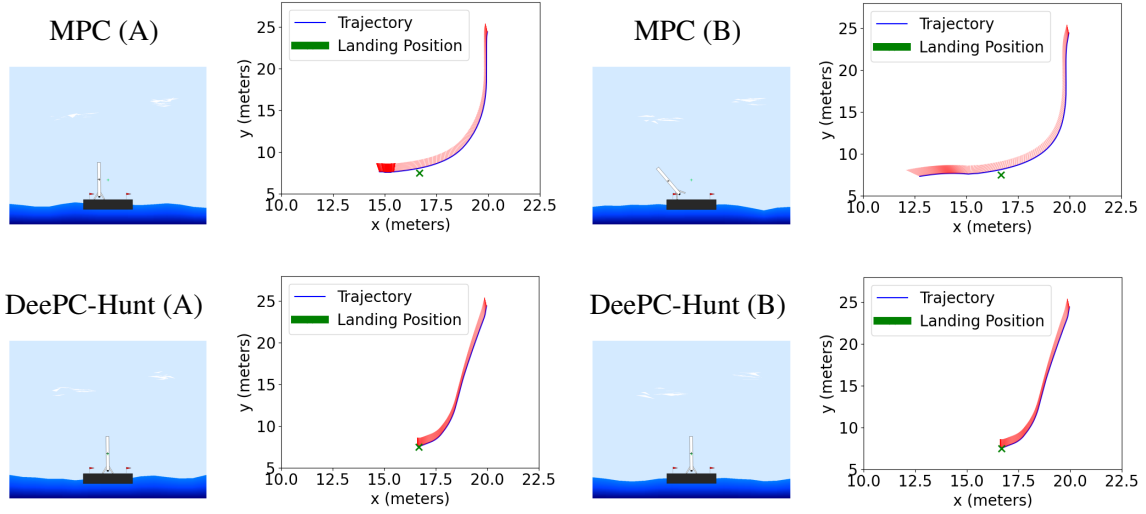 MPC (A)
25
20
15
10
5
y (meters)
Trajectory
Landing Position
10.0 12.5 15.0 17.5 20.0 22.5
x (meters)
MPC (B)
25
20
15
10
5
y (meters)
Trajectory
Landing Position
10.0 12.5 15.0 17.5 20.0 22.5
x (meters)
DeePC-Hunt (A)
25
20
15
10
5
y (meters)
Trajectory
Landing Position
10.0 12.5 15.0 17.5 20.0 22.5
x (meters)
DeePC-Hunt (B)
25
20
15
10
5
y (meters)
Trajectory
Landing Position
10.0 12.5 15.0 17.5 20.0 22.5
x (meters)